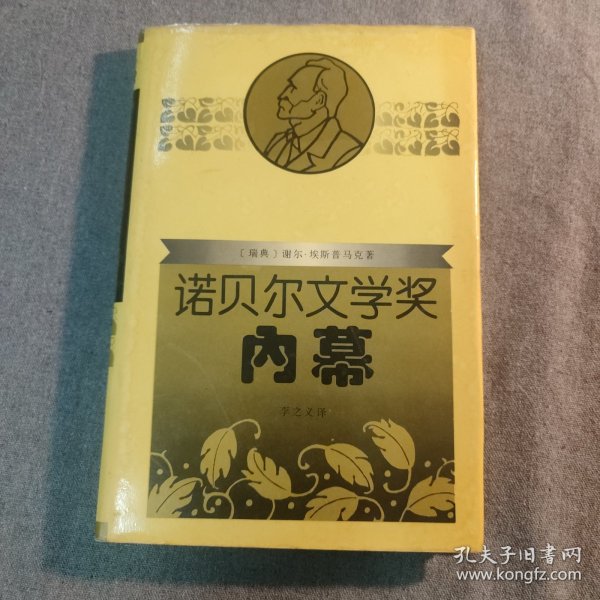 〔瑞典〕谢尔·埃斯普马克著
诺贝尔文学奖
内幕
李之义译
孔夫子旧书网
www.kongfz.com